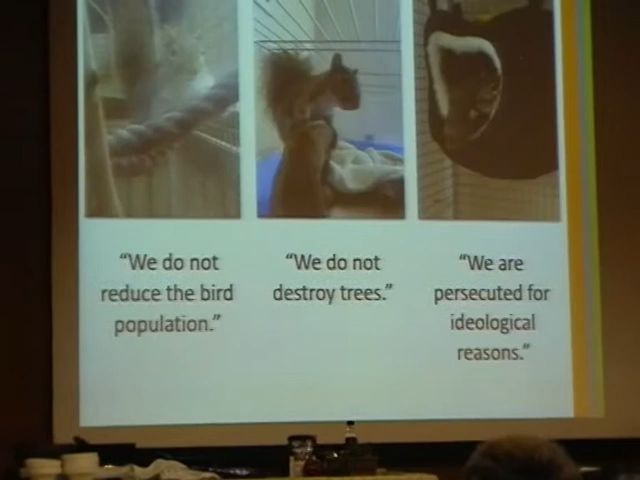 “We do not
reduce the bird
population.”
“We do not
destroy trees.”
“We are
persecuted for
ideological
reasons.”